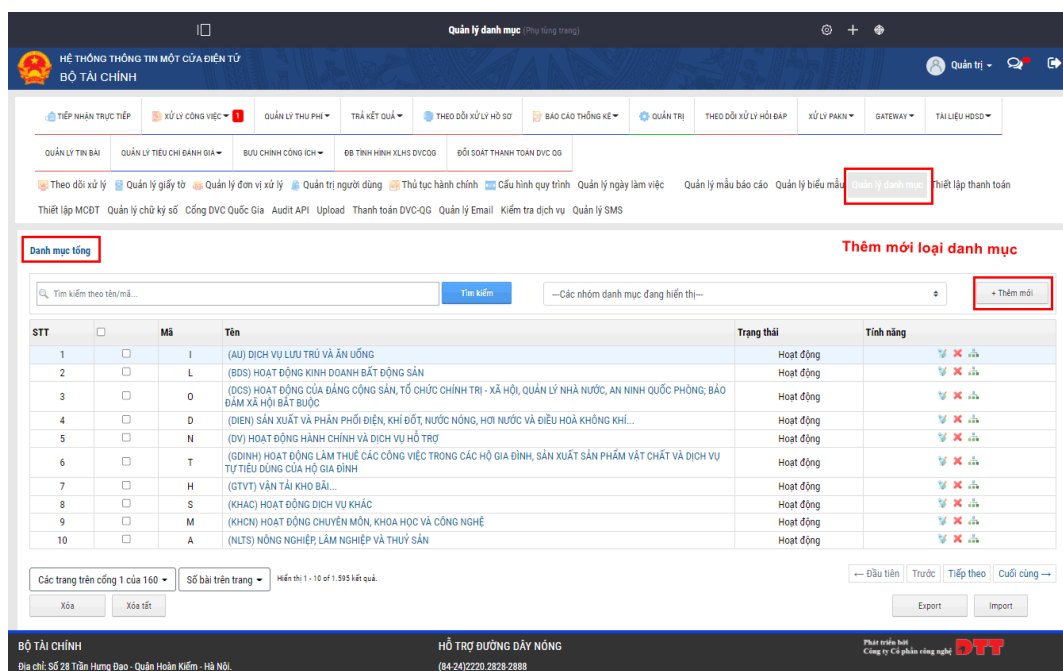 Quản lý danh mục (Phụ tùng trang)
HỆ THỐNG THÔNG TIN MỘT CỬA ĐIỆN TỬ
BỘ TÀI CHÍNH
Quản trị
TIẾP NHẬN TRỰC TIẾP XỬ LÝ CÔNG VIỆC 1 QUẢN LÝ THU PHÍ TRẢ KẾT QUẢ THEO DÕI XỬ LÝ HỒ SƠ BÁO CÁO THỐNG KÊ QUẢN TRỊ THEO DÕI XỬ LÝ HỎI ĐÁP XỬ LÝ PAKN GATEWAY TÀI LIỆU HDSD
QUẢN LÝ TIN BÀI QUẢN LÝ TIÊU CHÍ ĐÁNH GIÁ BƯU CHÍNH CÔNG ÍCH ĐB TÌNH HÌNH XLHS DVCQG ĐỐI SOÁT THANH TOÁN DVC QG
Theo dõi xử lý Quản lý giấy tờ Quản lý đơn vị xử lý Quản trị người dùng Thủ tục hành chính Cấu hình quy trình Quản lý ngày làm việc Quản lý mẫu báo cáo Quản lý biểu mẫu Quản lý danh mục Thiết lập thanh toán
Thiết lập MCĐT Quản lý chữ ký số Cổng DVC Quốc Gia Audit API Upload Thanh toán DVC-QG Quản lý Email Kiểm tra dịch vụ Quản lý SMS
Danh mục tổng
Thêm mới loại danh mục
Tìm kiếm theo tên/mã... Tìm kiếm ---Các nhóm danh mục đang hiển thị--- + Thêm mới
STT Mã Tên Trạng thái Tính năng
1 I (AU) DỊCH VỤ LƯU TRÚ VÀ ĂN UỐNG Hoạt động
2 L (BDS) HOẠT ĐỘNG KINH DOANH BẤT ĐỘNG SẢN Hoạt động
3 O (DCS) HOẠT ĐỘNG CỦA ĐẢNG CỘNG SẢN, TỔ CHỨC CHÍNH TRỊ - XÃ HỘI, QUẢN LÝ NHÀ NƯỚC, AN NINH QUỐC PHÒNG; BẢO
ĐẢM XÃ HỘI BẮT BUỘC Hoạt động
4 D (DIEN) SẢN XUẤT VÀ PHÂN PHỐI ĐIỆN, KHÍ ĐỐT, NƯỚC NÓNG, HƠI NƯỚC VÀ ĐIỀU HOÀ KHÔNG KHÍ... Hoạt động
5 N (DV) HOẠT ĐỘNG HÀNH CHÍNH VÀ DỊCH VỤ HỖ TRỢ Hoạt động
6 T (GDINH) HOẠT ĐỘNG LÀM THUÊ CÁC CÔNG VIỆC TRONG CÁC HỘ GIA ĐÌNH, SẢN XUẤT SẢN PHẨM VẬT CHẤT VÀ DỊCH VỤ
TỰ TIÊU DÙNG CỦA HỘ GIA ĐÌNH Hoạt động
7 H (GTVT) VẬN TẢI KHO BÃI... Hoạt động
8 S (KHAC) HOẠT ĐỘNG DỊCH VỤ KHÁC Hoạt động
9 M (KHCN) HOẠT ĐỘNG CHUYÊN MÔN, KHOA HỌC VÀ CÔNG NGHỆ Hoạt động
10 A (NLTS) NÔNG NGHIỆP, LÂM NGHIỆP VÀ THUỶ SẢN Hoạt động
Các trang trên cổng 1 của 160 Số bài trên trang Hiển thị 1 - 10 of 1.595 kết quả. ← Đầu tiên Trước Tiếp theo Cuối cùng →
Xóa Xóa tất Export Import
BỘ TÀI CHÍNH HỖ TRỢ ĐƯỜNG DÂY NÓNG Phát triển bởi
Công ty Cổ phần công nghệ DTT
Địa chỉ: Số 28 Trần Hưng Đạo - Quận Hoàn Kiếm - Hà Nội. (84-24)2220.2828-2888